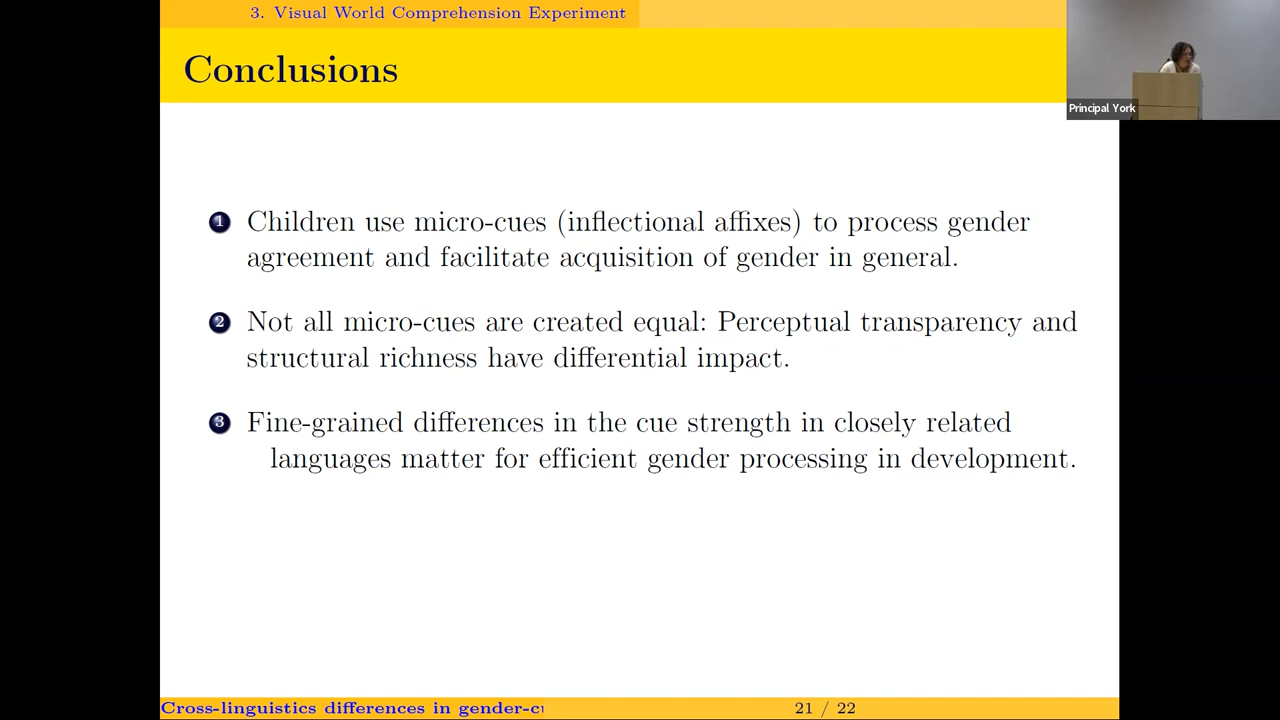 3. Visual World Comprehension Experiment
Conclusions
Principal York
1 Children use micro-cues (inflectional affixes) to process gender
agreement and facilitate acquisition of gender in general.
2 Not all micro-cues are created equal: Perceptual transparency and
structural richness have differential impact.
3 Fine-grained differences in the cue strength in closely related
languages matter for efficient gender processing in development.
Cross-linguistics differences in
21 / 22